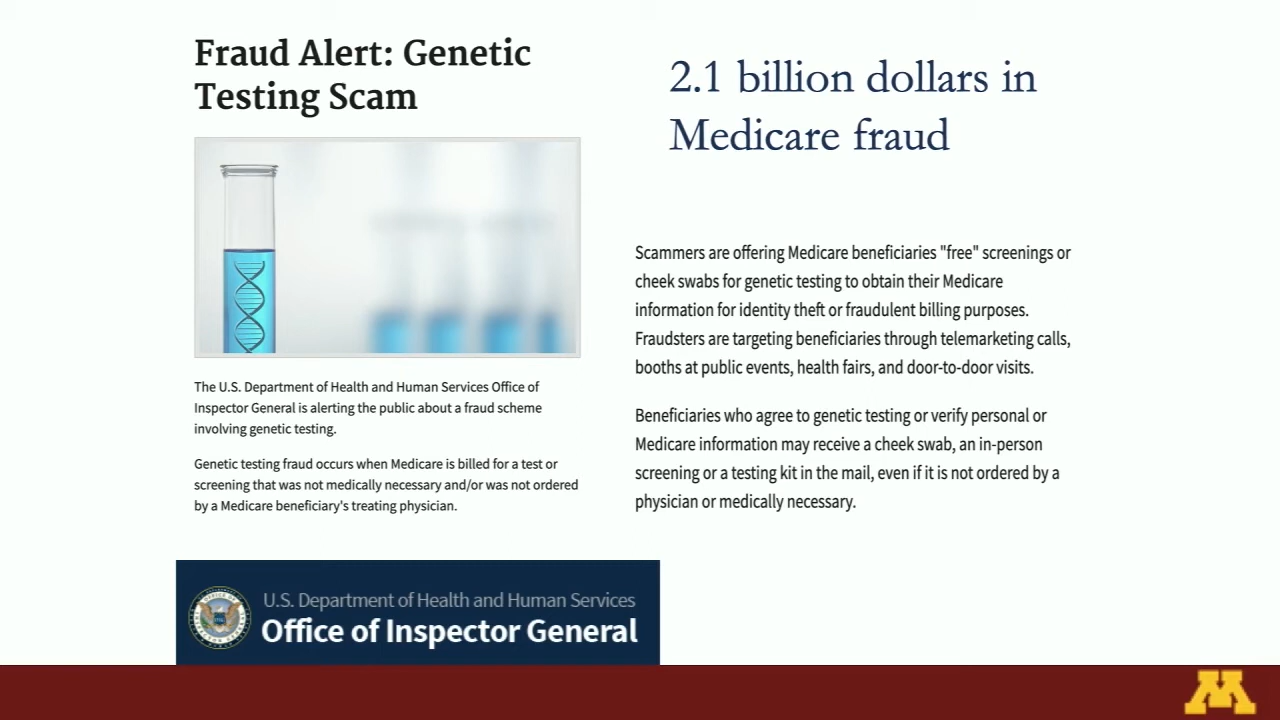 Fraud Alert: Genetic
Testing Scam
The U.S. Department of Health and Human Services Office of
Inspector General is alerting the public about a fraud scheme
involving genetic testing.
Genetic testing fraud occurs when Medicare is billed for a test or
screening that was not medically necessary and/or was not ordered
by a Medicare beneficiary's treating physician.
2.1 billion dollars in
Medicare fraud
Scammers are offering Medicare beneficiaries "free" screenings or
cheek swabs for genetic testing to obtain their Medicare
information for identity theft or fraudulent billing purposes.
Fraudsters are targeting beneficiaries through telemarketing calls,
booths at public events, health fairs, and door-to-door visits.
Beneficiaries who agree to genetic testing or verify personal or
Medicare information may receive a cheek swab, an in-person
screening or a testing kit in the mail, even if it is not ordered by a
physician or medically necessary.
U.S. Department of Health and Human Services
Office of Inspector General
M